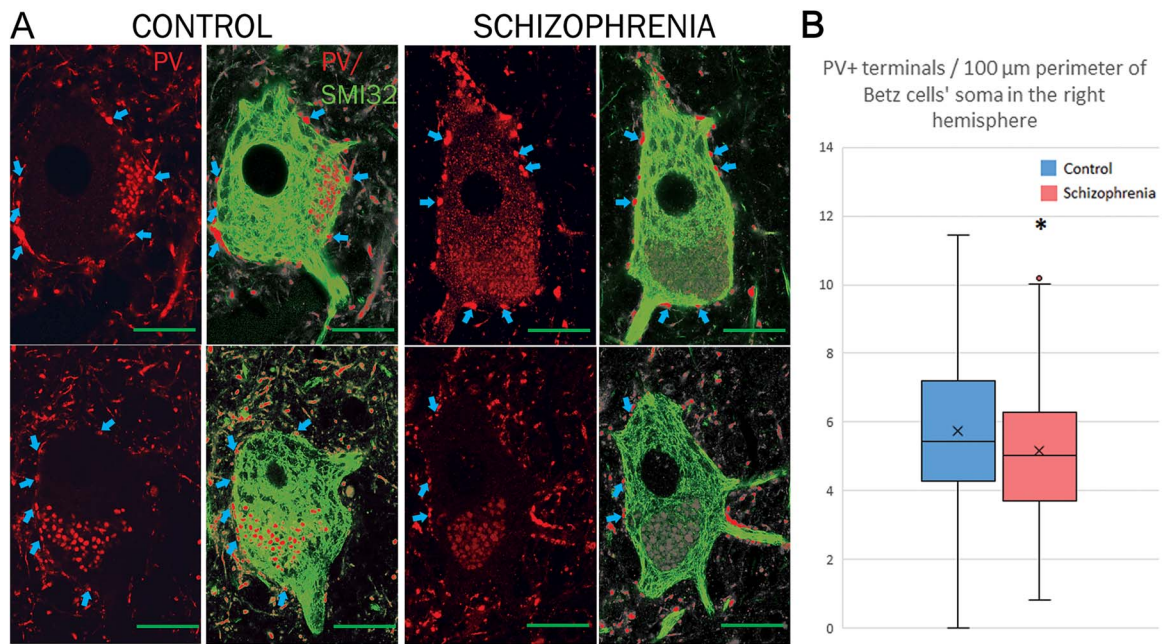 A
CONTROL
SCHIZOPHRENIA
PV
PV/
SMI32
B
PV+ terminals / 100 μm perimeter of
Betz cells' soma in the right
hemisphere
14
12
10
8
6
4
2
0
Control
Schizophrenia
*